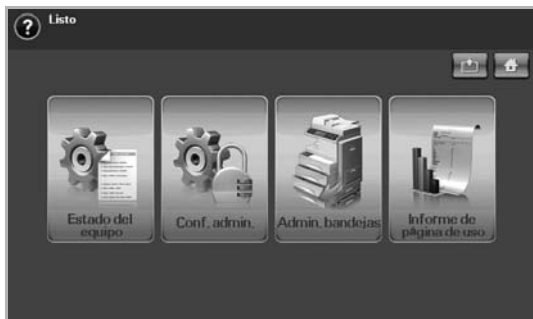 Listo
Estado del
equipo
Conf. admin.
Admin. bandejas
Informe de
página de uso